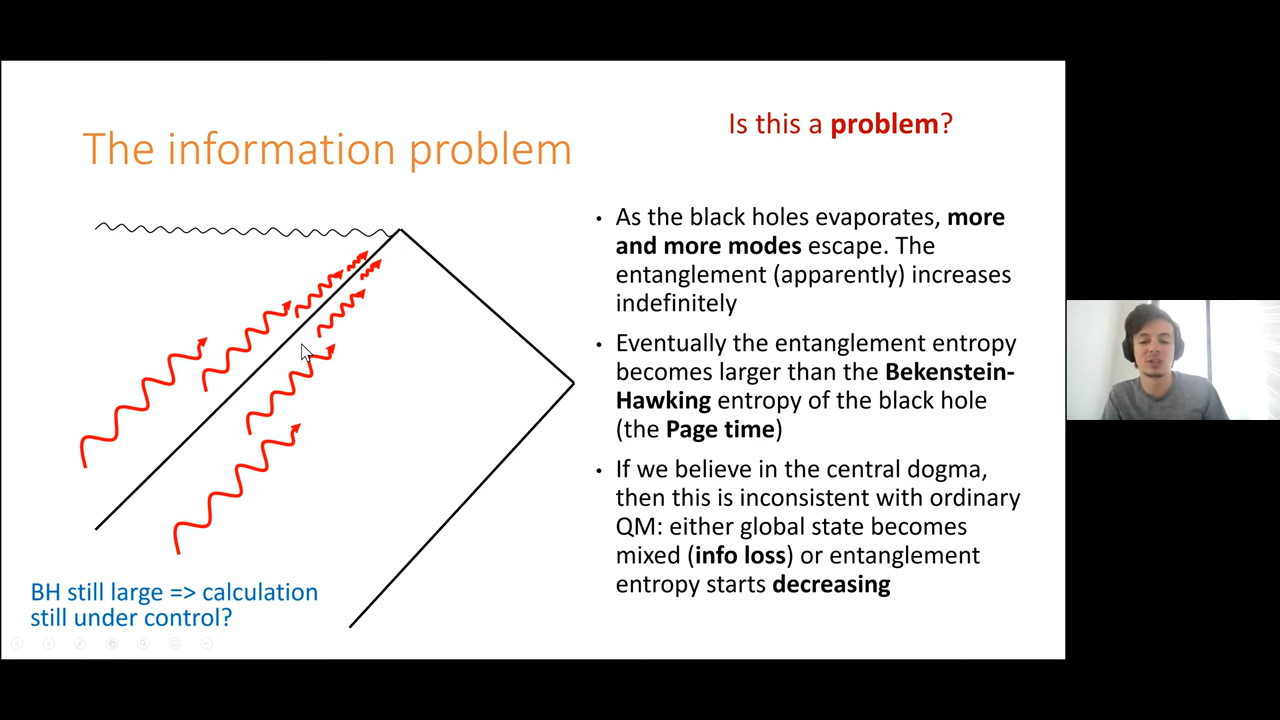 The information problem
Is this a problem?
• As the black holes evaporates, more
and more modes escape. The
entanglement (apparently) increases
indefinitely
• Eventually the entanglement entropy
becomes larger than the Bekenstein-
Hawking entropy of the black hole
(the Page time)
• If we believe in the central dogma,
then this is inconsistent with ordinary
QM: either global state becomes
mixed (info loss) or entanglement
entropy starts decreasing
BH still large => calculation
still under control?